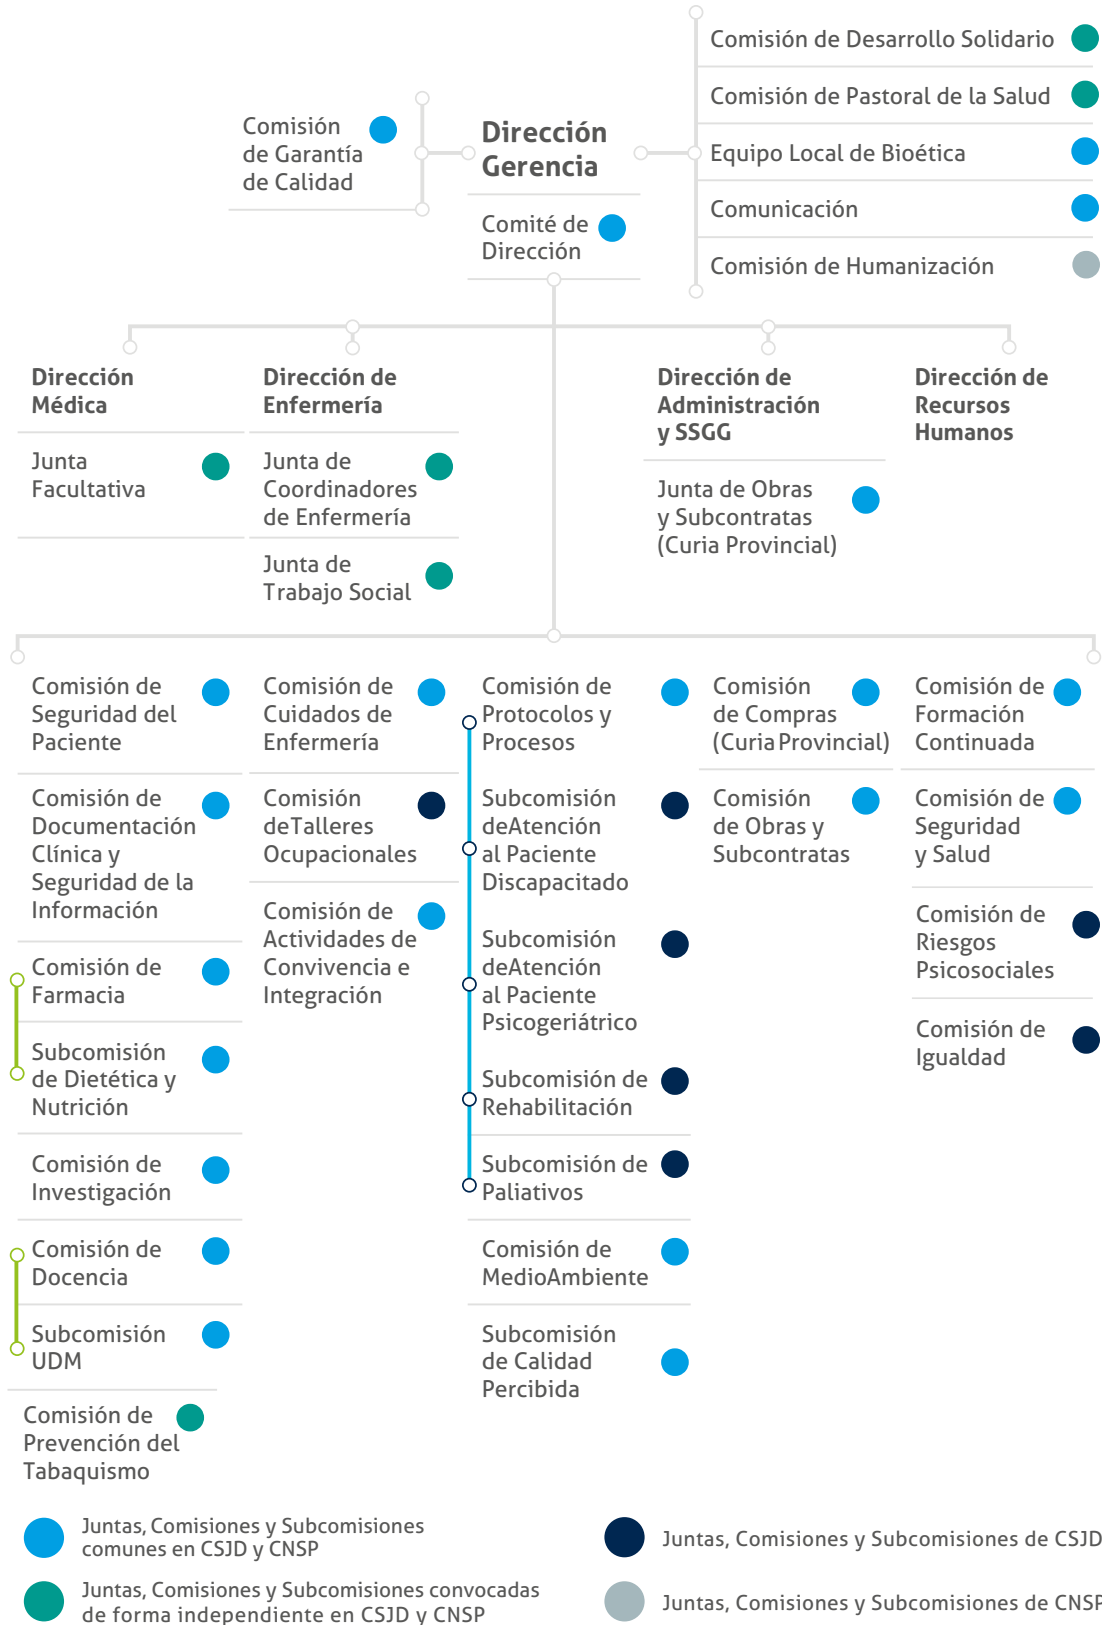 Comisión de Desarrollo Solidario
Comisión de Pastoral de la Salud
Equipo Local de Bioética
Comunicación
Comisión de Humanización
Comisión
de Garantía
de Calidad
Dirección
Gerencia
Comité de
Dirección
Dirección
Médica
Junta
Facultativa
Dirección de
Enfermería
Junta de
Coordinadores
de Enfermería
Junta de
Trabajo Social
Dirección de
Administración
y SSGG
Junta de Obras
y Subcontratas
(Curia Provincial)
Dirección de
Recursos
Humanos
Comisión de
Seguridad del
Paciente
Comisión de
Documentación
Clínica y
Seguridad de la
Información
Comisión de
Farmacia
Subcomisión
de Dietética y
Nutrición
Comisión de
Investigación
Comisión de
Docencia
Subcomisión
UDM
Comisión de
Prevención del
Tabaquismo
Comisión de
Cuidados de
Enfermería
Comisión
deTalleres
Ocupacionales
Comisión de
Actividades de
Convivencia e
Integración
Comisión de
Protocolos y
Procesos
Subcomisión
deAtención
al Paciente
Discapacitado
Subcomisión
deAtención
al Paciente
Psicogeriátrico
Subcomisión de
Rehabilitación
Subcomisión de
Paliativos
Comisión de
MedioAmbiente
Subcomisión
de Calidad
Percibida
Comisión
de Compras
(Curia Provincial)
Comisión
de Obras y
Subcontratas
Comisión de
Formación
Continuada
Comisión de
Seguridad
y Salud
Comisión de
Riesgos
Psicosociales
Comisión de
Igualdad
Juntas, Comisiones y Subcomisiones
comunes en CSJD y CNSP
Juntas, Comisiones y Subcomisiones convocadas
de forma independiente en CSJD y CNSP
Juntas, Comisiones y Subcomisiones de CSJD
Juntas, Comisiones y Subcomisiones de CNSP